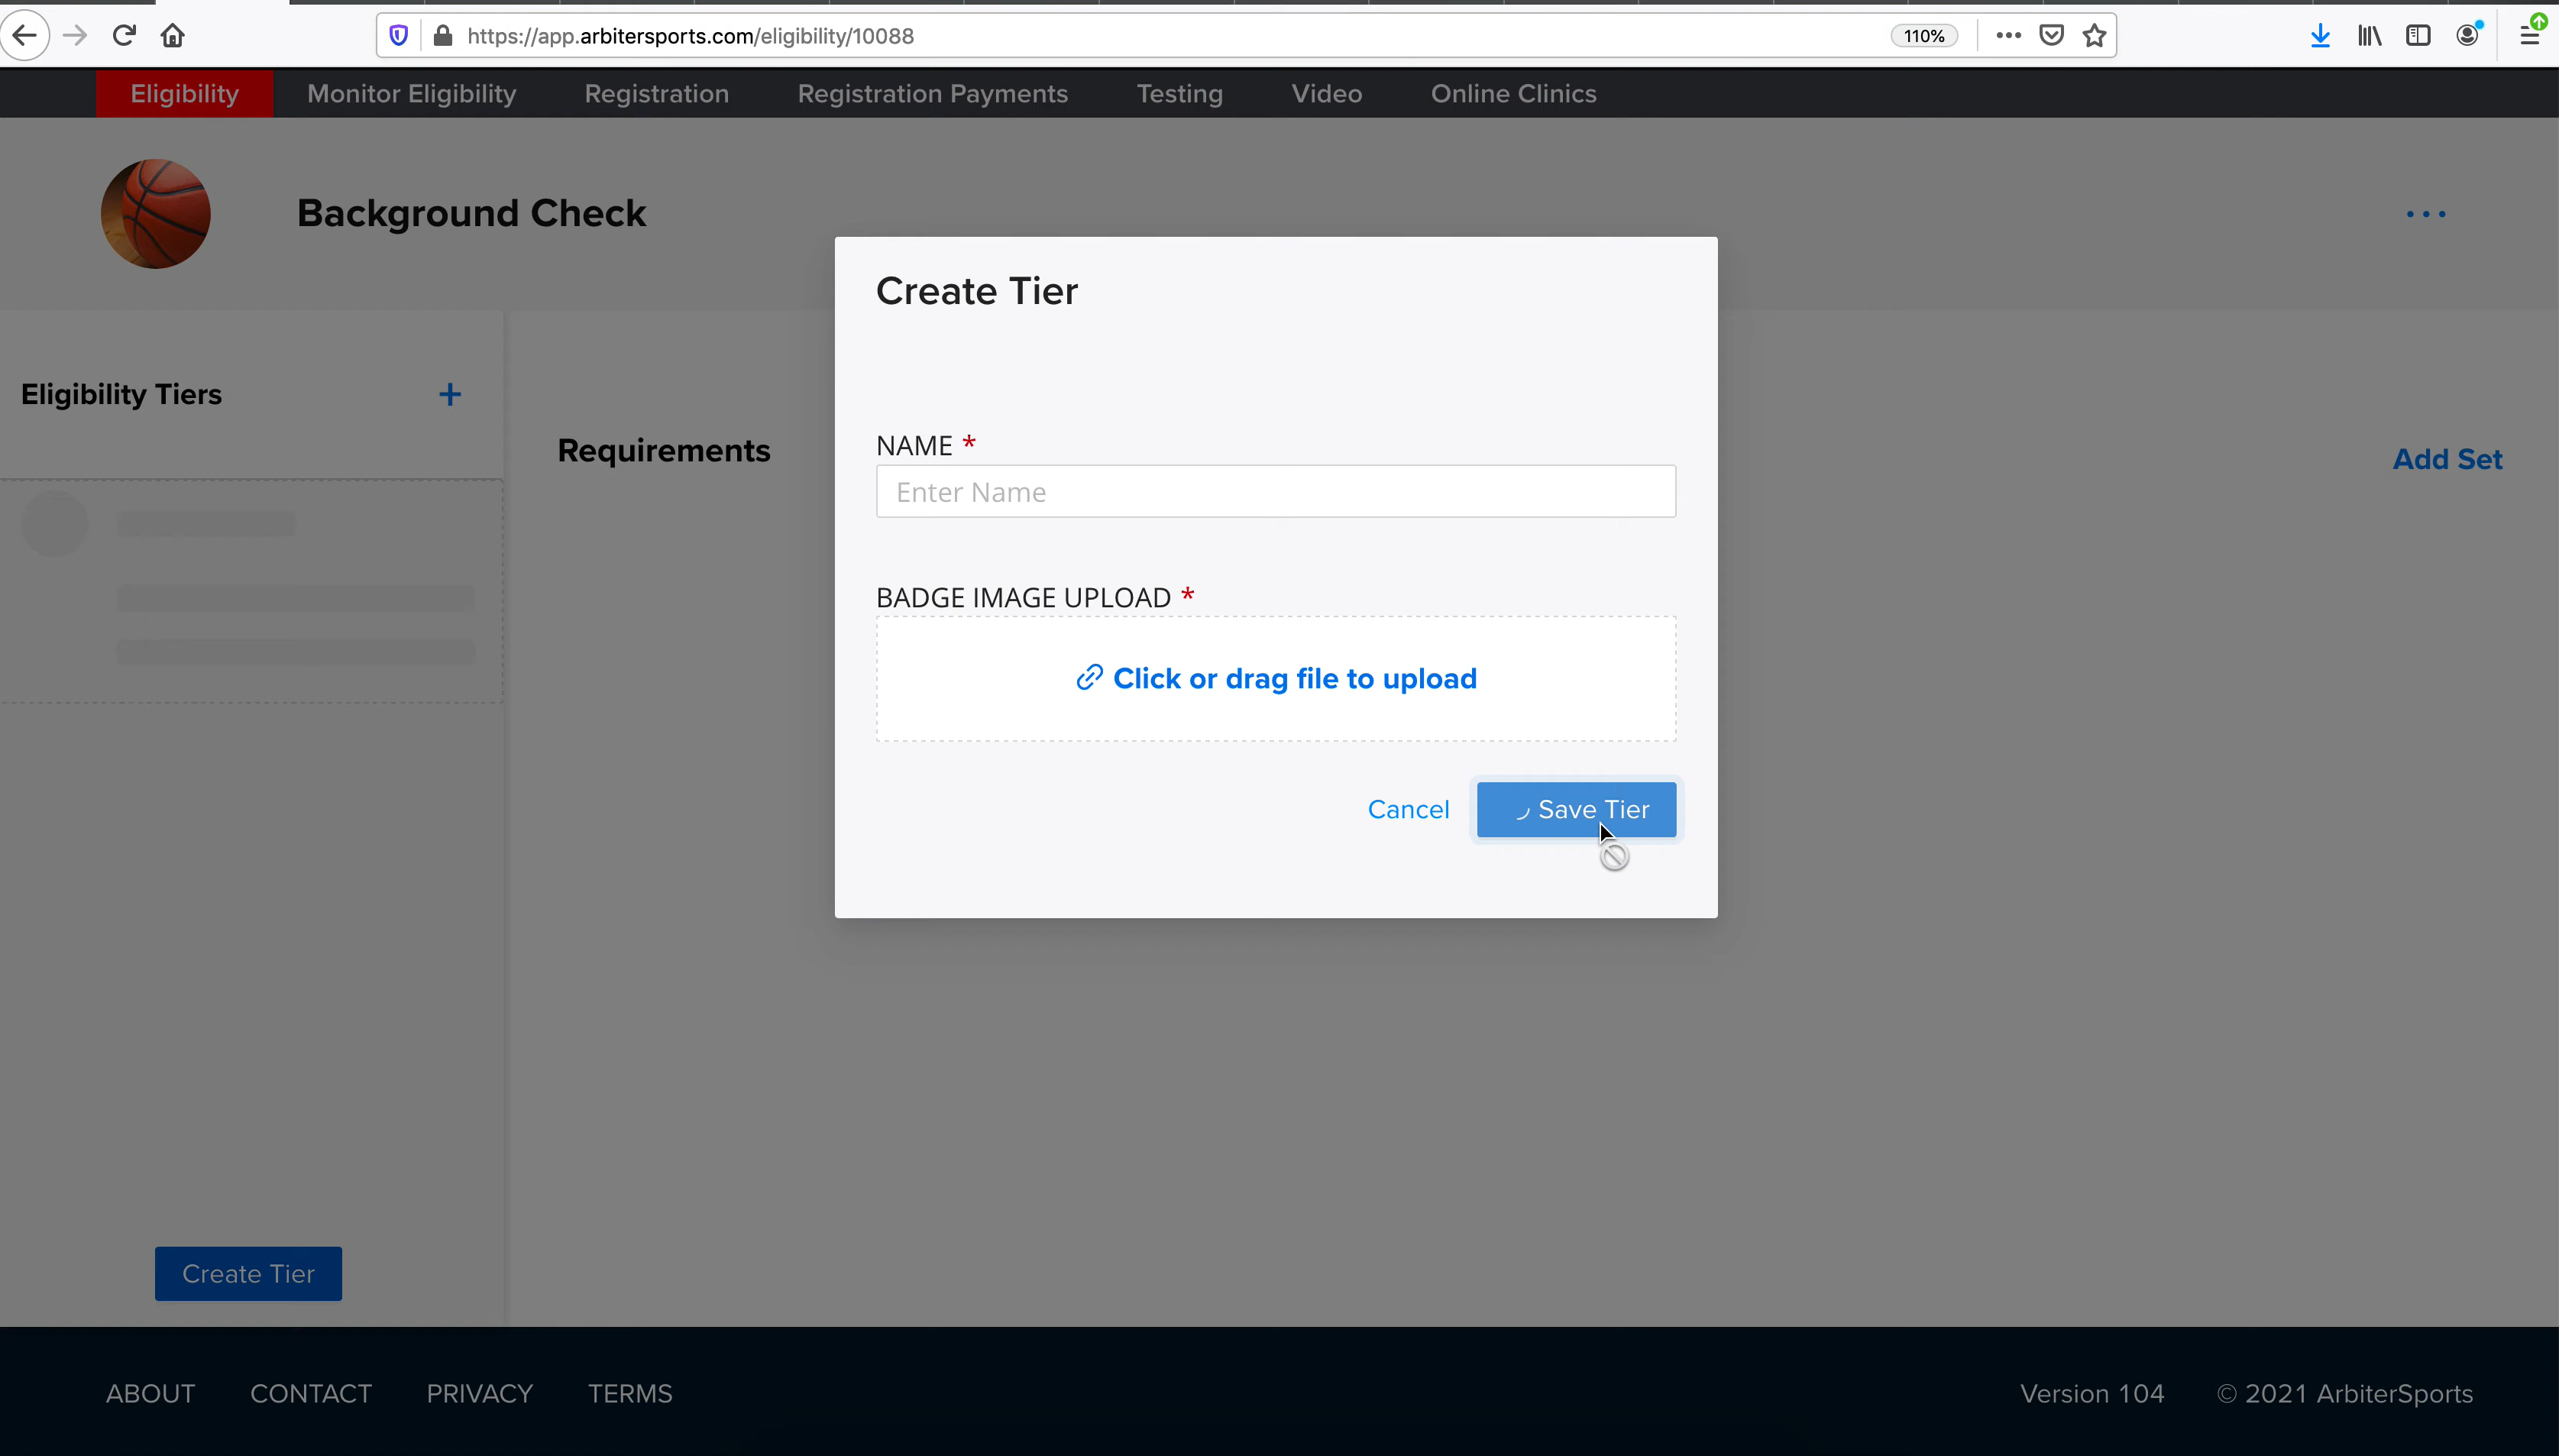 https://app.arbitersports.com/eligibility/10088
110%
Eligibility
Monitor Eligibility
Registration
Registration Payments
Testing
Video
Online Clinics
Background Check
Create Tier
Eligibility Tiers
+
NAME *
Requirements
Add Set
Enter Name
BADGE IMAGE UPLOAD *
Click or drag file to upload
Cancel
Save Tier
Create Tier
ABOUT
CONTACT
PRIVACY
TERMS
Version 104
© 2021 ArbiterSports